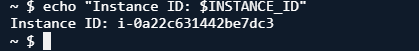 ~ $ echo "Instance ID: $INSTANCE_ID"
Instance ID: i-0a22c631442be7dc3
~ $